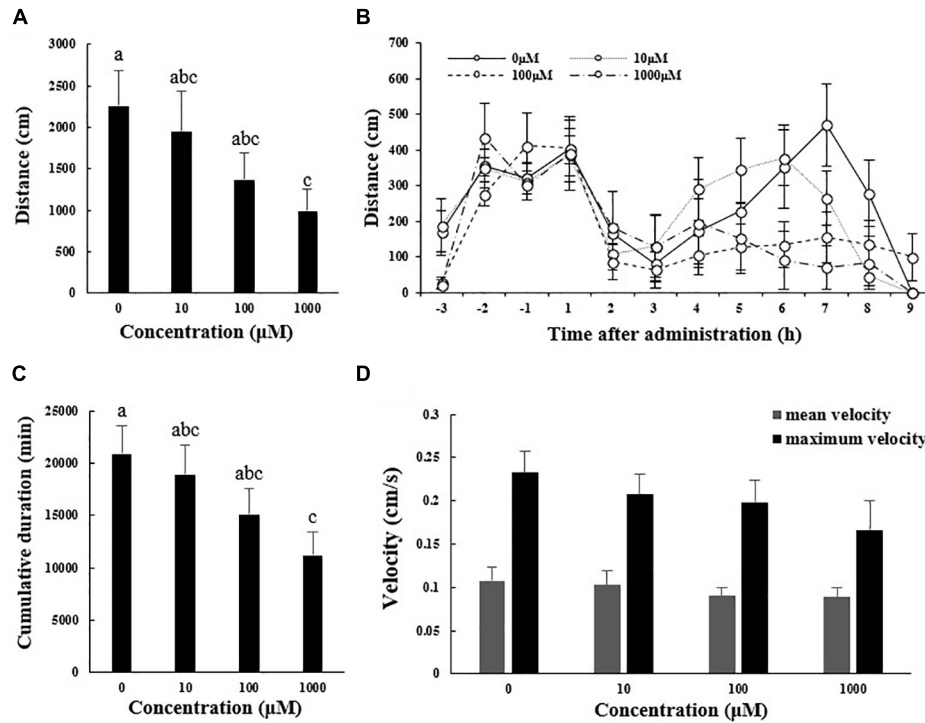 A
3000
2500
2000
1500
1000
500
0
Distance (cm)
a
abc
abc
c
0 10 100 1000
Concentration (µM)
B
700
600
500
400
300
200
100
0
Distance (cm)
0µM 10µM
100µM 1000µM
-3 -2 -1 1 2 3 4 5 6 7 8 9
Time after administration (h)
C
25000
20000
15000
10000
5000
0
Cumulative duration (min)
a
abc
abc
c
0 10 100 1000
Concentration (µM)
D
0.3
0.25
0.2
0.15
0.1
0.05
0
Velocity (cm/s)
mean velocity
maximum velocity
0 10 100 1000
Concentration (µM)